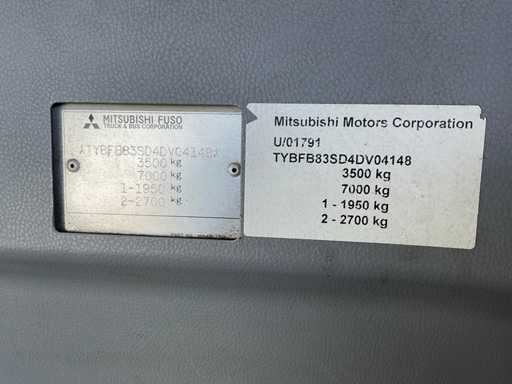 MITSUBISHI FUSO
TRUCK & BUS CORPORATION
TYBFB83SD4DV04148
3500 kg
7000 kg
1-1950 kg
2-2700 kg
Mitsubishi Motors Corporation
U/01791
TYBFB83SD4DV04148
3500 kg
7000 kg
1 - 1950 kg
2 - 2700 kg